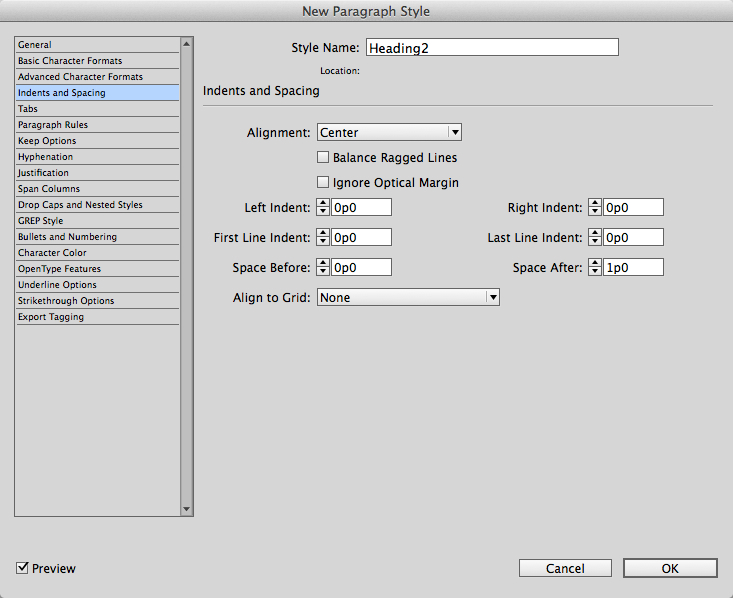 New Paragraph Style
General
Basic Character Formats
Advanced Character Formats
Indents and Spacing
Tabs
Paragraph Rules
Keep Options
Hyphenation
Justification
Span Columns
Drop Caps and Nested Styles
GREP Style
Bullets and Numbering
Character Color
OpenType Features
Underline Options
Strikethrough Options
Export Tagging
Style Name: Heading2
Location:
Indents and Spacing
Alignment: Center
Balance Ragged Lines
Ignore Optical Margin
Left Indent: 0p0 Right Indent: 0p0
First Line Indent: 0p0 Last Line Indent: 0p0
Space Before: 0p0 Space After: 1p0
Align to Grid: None
Preview Cancel OK